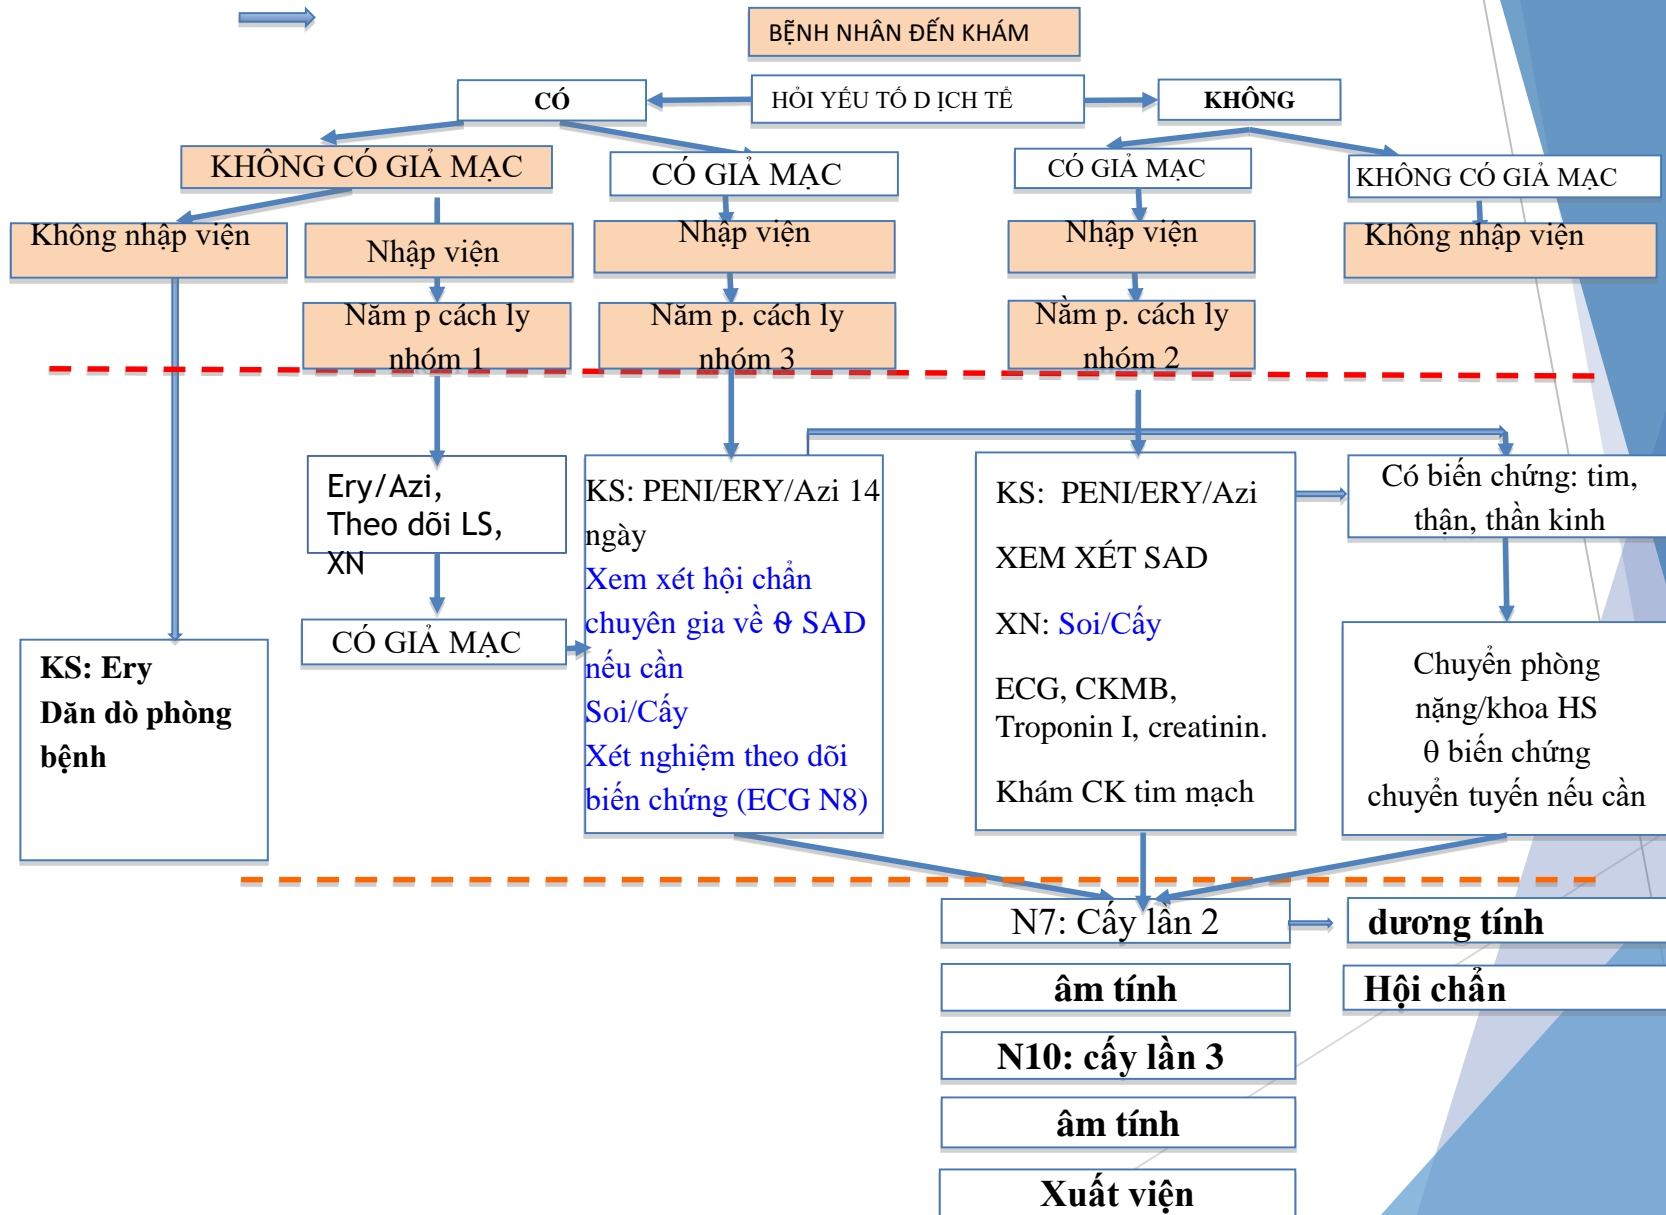 BỆNH NHÂN ĐẾN KHÁM
CÓ
HỎI YẾU TỐ D ỊCH TỄ
KHÔNG
KHÔNG CÓ GIẢ MẠC
CÓ GIẢ MẠC
CÓ GIẢ MẠC
KHÔNG CÓ GIẢ MẠC
Không nhập viện
Nhập viện
Nhập viện
Nhập viện
Không nhập viện
Nằm p cách ly
nhóm 1
Nằm p. cách ly
nhóm 3
Nằm p. cách ly
nhóm 2
Ery/Azi,
Theo dõi LS,
XN
CÓ GIẢ MẠC
KS: Ery
Dăn dò phòng
bệnh
KS: PENI/ERY/Azi 14
ngày
Xem xét hội chẩn
chuyên gia về θ SAD
nếu cần
Soi/Cấy
Xét nghiệm theo dõi
biến chứng (ECG N8)
KS: PENI/ERY/Azi
XEM XÉT SAD
XN: Soi/Cấy
ECG, CKMB,
Troponin I, creatinin.
Khám CK tim mạch
Có biến chứng: tim,
thận, thần kinh
Chuyển phòng
nặng/khoa HS
θ biến chứng
chuyển tuyến nếu cần
N7: Cấy lần 2
dương tính
âm tính
Hội chẩn
N10: cấy lần 3
âm tính
Xuất viện